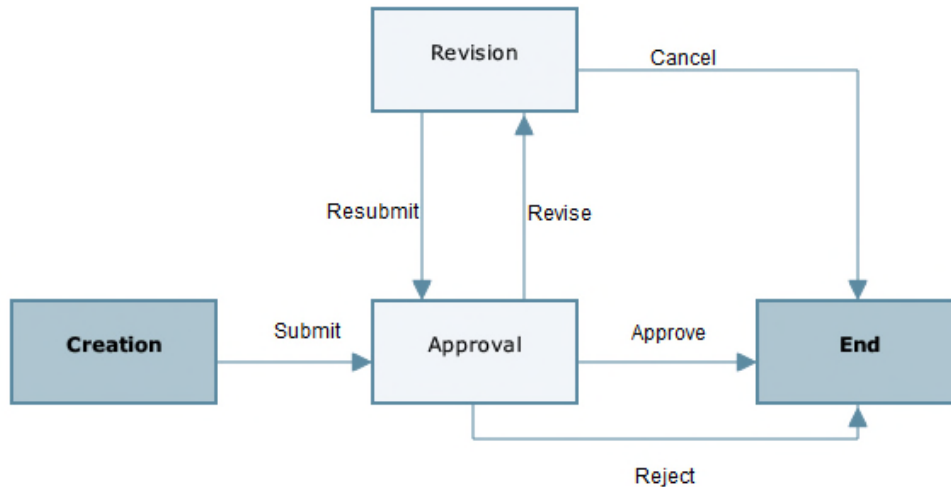 Revision
Cancel
Resubmit
Revise
Creation
Submit
Approval
Approve
End
Reject